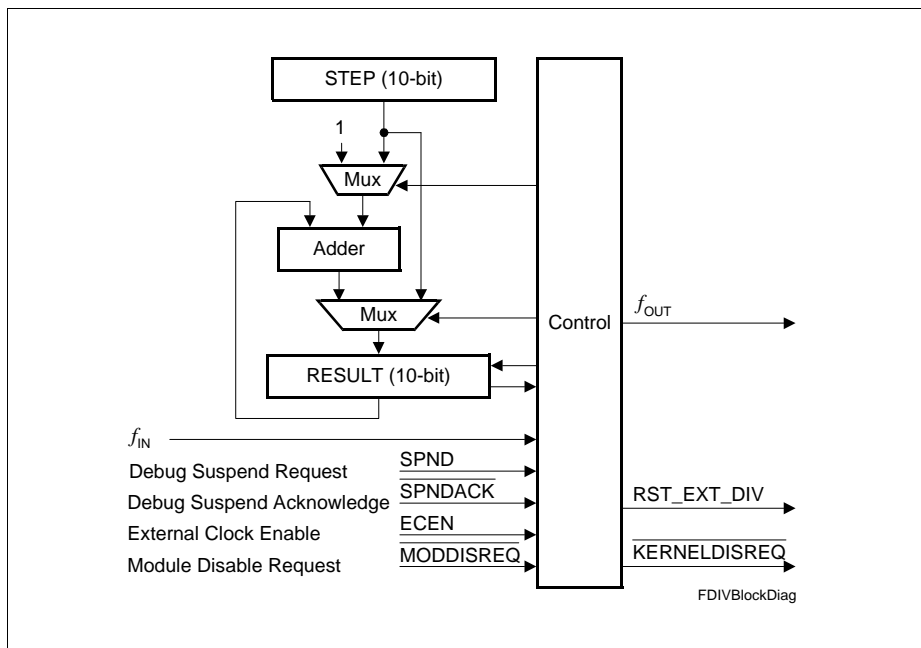 STEP (10-bit)
1
Mux
Adder
Mux
RESULT (10-bit)
Control
fOUT
fIN
Debug Suspend Request SPND
Debug Suspend Acknowledge SPNDACK
RST_EXT_DIV
External Clock Enable ECEN
Module Disable Request MODDISREQ
KERNELDISREQ
FDIVBlockDiag